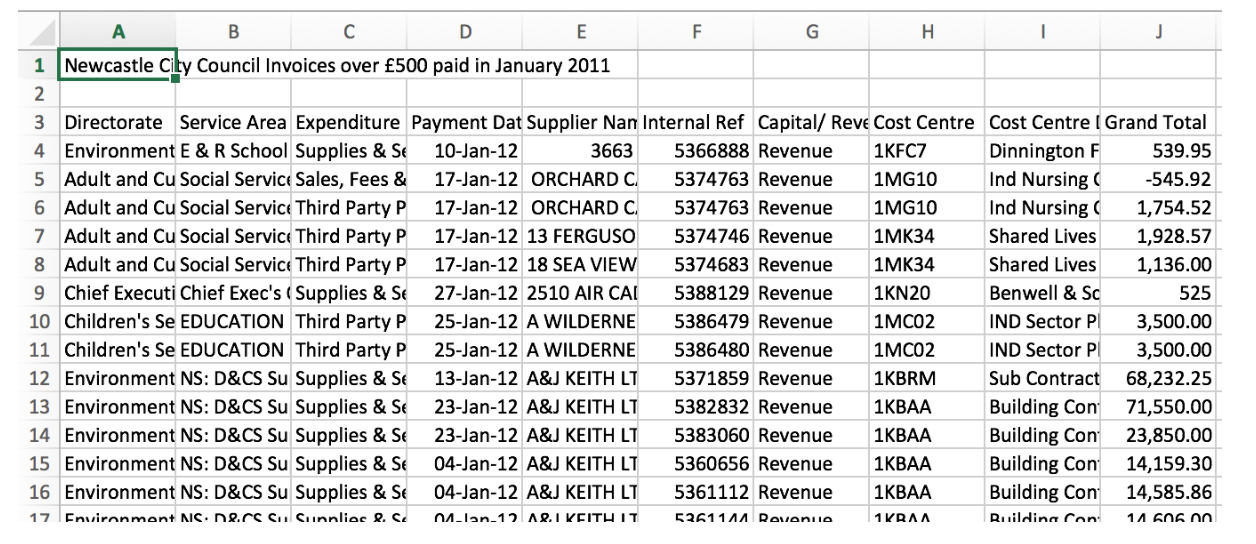 A B C D E F G H I J
1 Newcastle City Council Invoices over £500 paid in January 2011
2
3 Directorate Service Area Expenditure Payment Dat Supplier Nam Internal Ref Capital/ Reve Cost Centre Cost Centre Grand Total
4 Environment E & R School Supplies & Se 10-Jan-12 3663 5366888 Revenue 1KFC7 Dinnington F 539.95
5 Adult and Cu Social Service Sales, Fees & 17-Jan-12 ORCHARD C 5374763 Revenue 1MG10 Ind Nursing -545.92
6 Adult and Cu Social Service Third Party P 17-Jan-12 ORCHARD C 5374763 Revenue 1MG10 Ind Nursing 1,754.52
7 Adult and Cu Social Service Third Party P 17-Jan-12 13 FERGUSO 5374746 Revenue 1MK34 Shared Lives 1,928.57
8 Adult and Cu Social Service Third Party P 17-Jan-12 18 SEA VIEW 5374683 Revenue 1MK34 Shared Lives 1,136.00
9 Chief Executi Chief Exec's Supplies & Se 27-Jan-12 2510 AIR CAD 5388129 Revenue 1KN20 Benwell & Sc 525
10 Children's Se EDUCATION Third Party P 25-Jan-12 A WILDERNE 5386479 Revenue 1MC02 IND Sector Pl 3,500.00
11 Children's Se EDUCATION Third Party P 25-Jan-12 A WILDERNE 5386480 Revenue 1MC02 IND Sector Pl 3,500.00
12 Environment NS: D&CS Su Supplies & Se 13-Jan-12 A&J KEITH LT 5371859 Revenue 1KBRM Sub Contract 68,232.25
13 Environment NS: D&CS Su Supplies & Se 23-Jan-12 A&J KEITH LT 5382832 Revenue 1KBAA Building Con 71,550.00
14 Environment NS: D&CS Su Supplies & Se 23-Jan-12 A&J KEITH LT 5383060 Revenue 1KBAA Building Con 23,850.00
15 Environment NS: D&CS Su Supplies & Se 04-Jan-12 A&J KEITH LT 5360656 Revenue 1KBAA Building Con 14,159.30
16 Environment NS: D&CS Su Supplies & Se 04-Jan-12 A&J KEITH LT 5361112 Revenue 1KBAA Building Con 14,585.86
17 Environment NS: D&CS Su Supplies & Se 04-Jan-12 A&J KEITH LT 5361144 Revenue 1KBAA Building Con 14,606.00